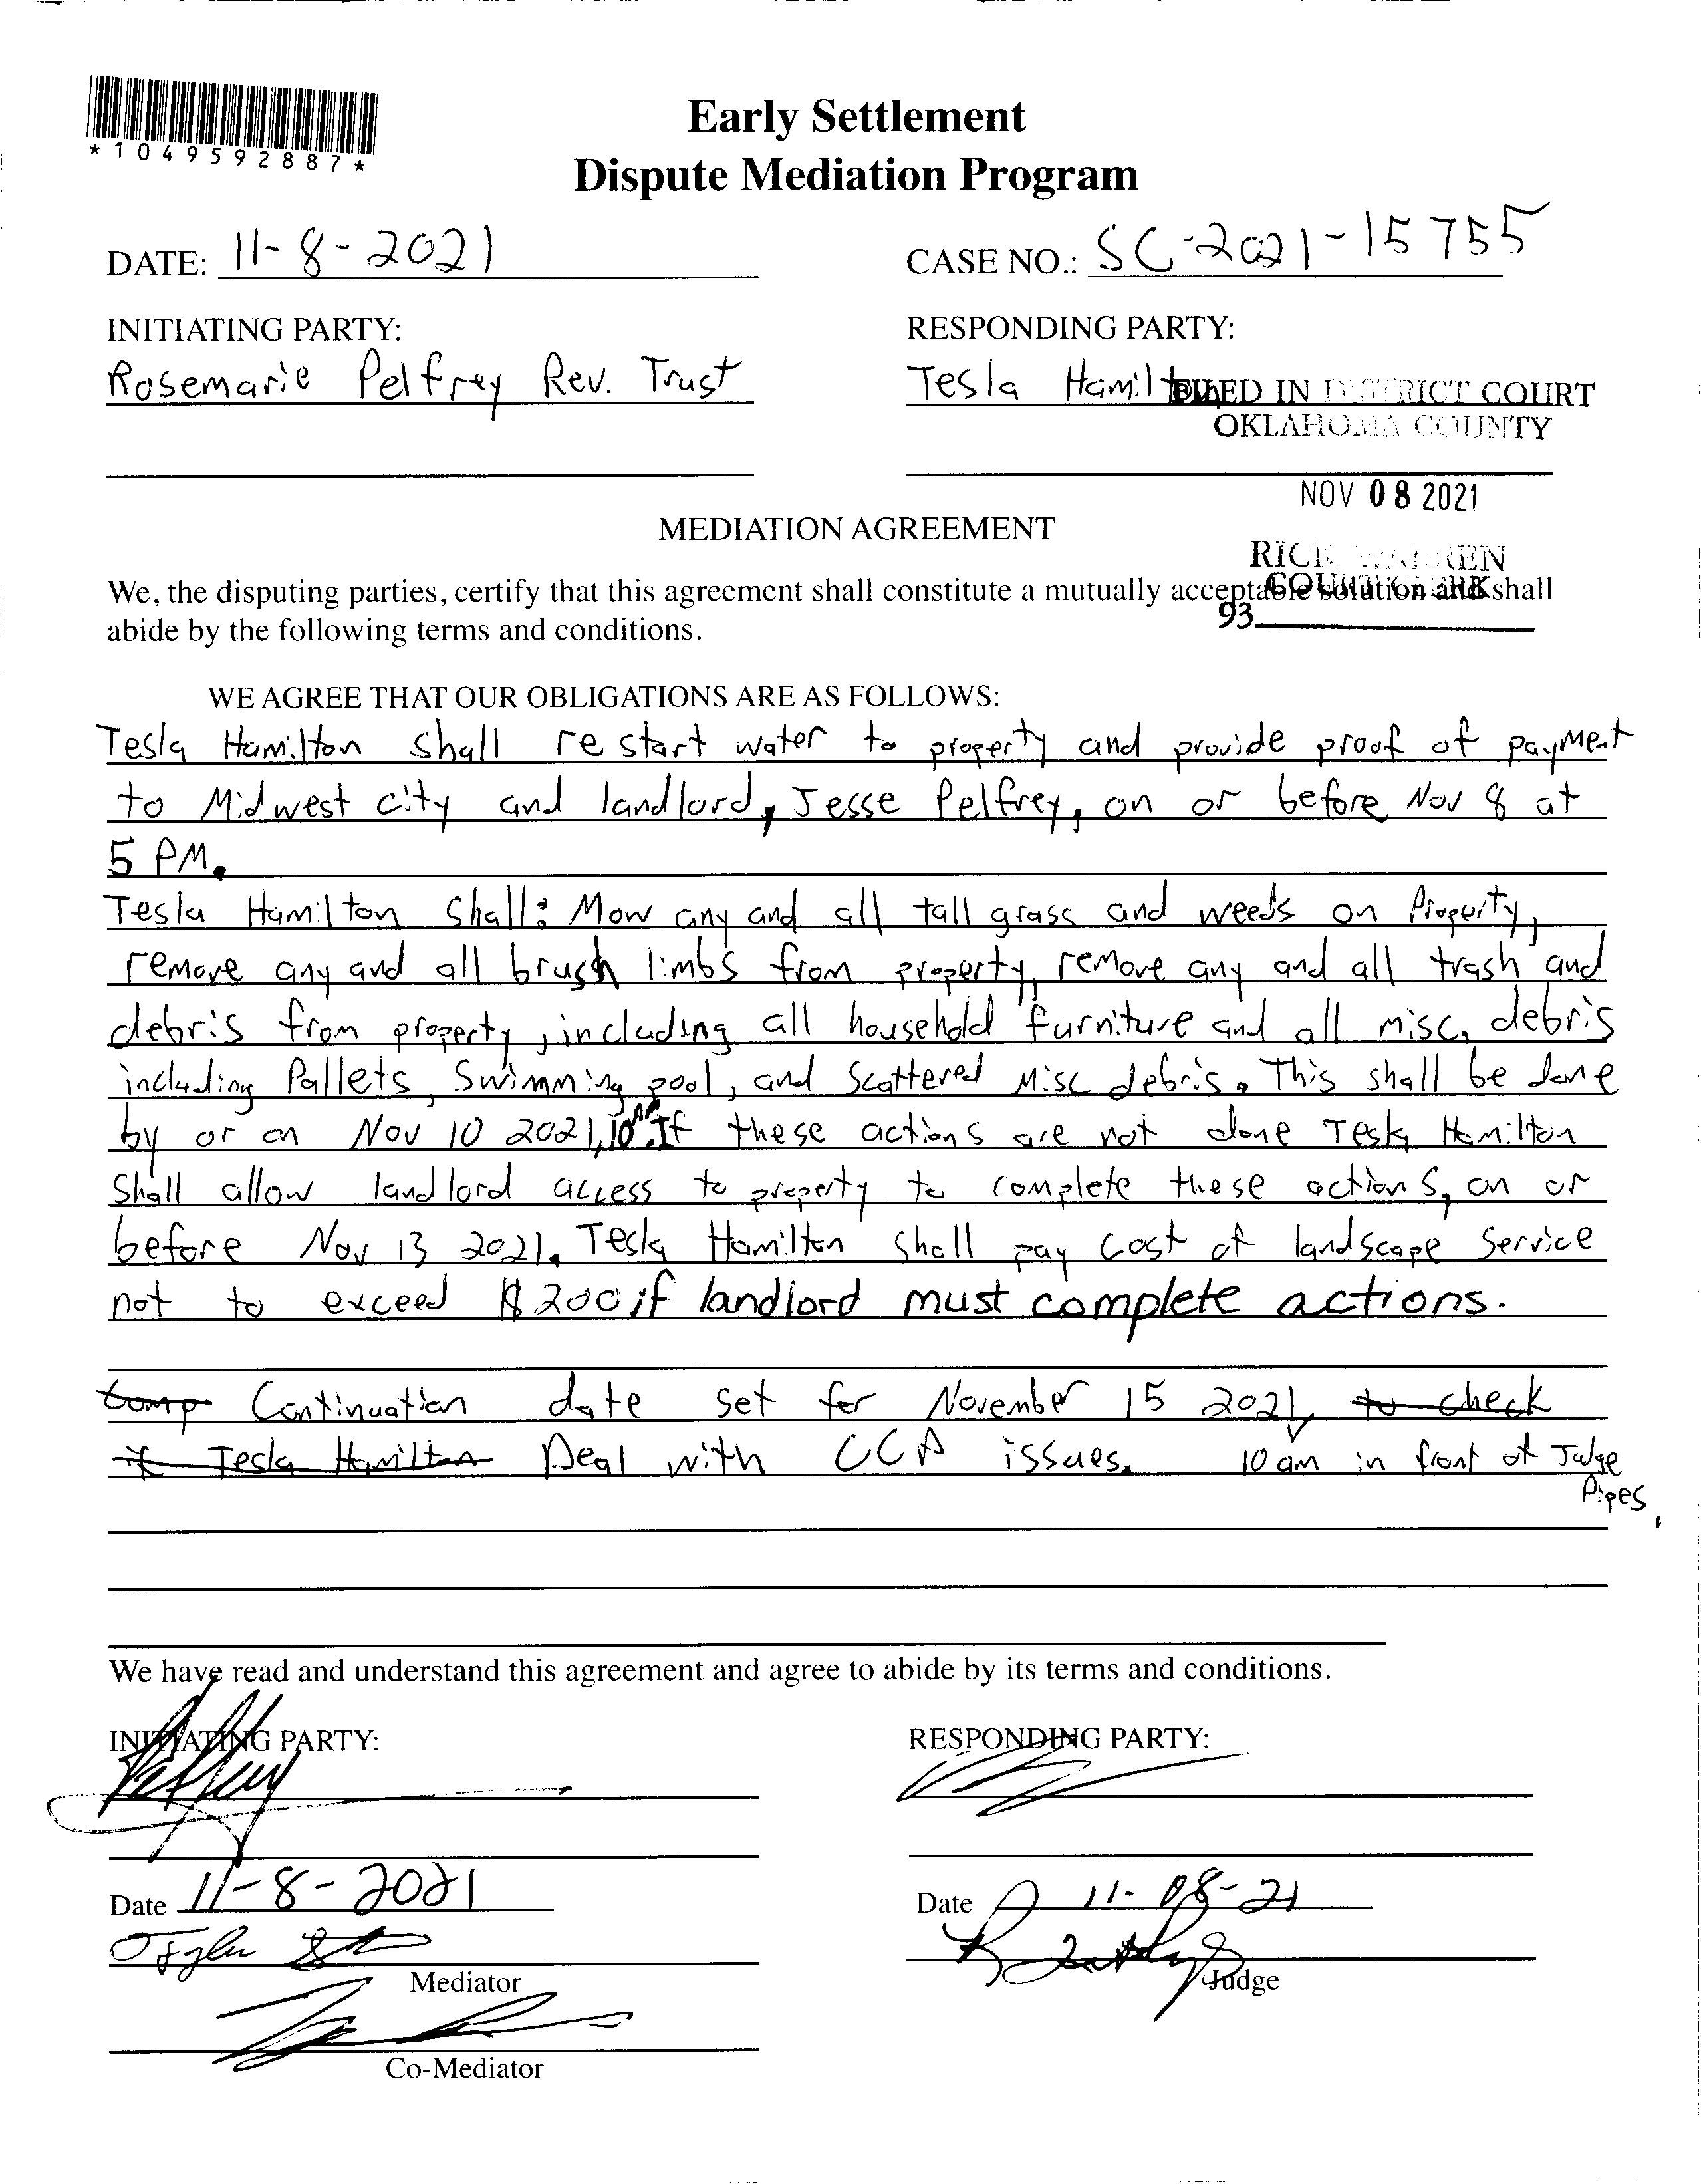 *1049592887*
Early Settlement
Dispute Mediation Program
DATE: 11-8-2021
CASE NO.: SC-2021-15755
INITIATING PARTY:
RESPONDING PARTY:
Rosemarie Pelfrey Rev. Trust
Tesla Hamilton
FILED IN DISTRICT COURT
OKLAHOMA COUNTY
NOV 08 2021
MEDIATION AGREEMENT
RICK WARREN
COURT CLERK
93
We, the disputing parties, certify that this agreement shall constitute a mutually acceptable solution and shall
abide by the following terms and conditions.
WE AGREE THAT OUR OBLIGATIONS ARE AS FOLLOWS:
Tesla Hamilton shall restart water to property and provide proof of payment
to Midwest city and landlord, Jesse Pelfrey, on or before Nov 8 at
5 PM.
Tesla Hamilton Shall: Mow any and all tall grass and weeds on Property,
remove any and all brush limbs from property, remove any and all trash and
debris from property, including all household furniture and all misc. debris
including Pallets, Swimming pool, and Scattered Misc debris. This shall be done
by or on Nov 10 2021, 10 AM. If these actions are not done Tesla Hamilton
Shall allow landlord access to property to complete these actions, on or
before Nov 13 2021. Tesla Hamilton shall pay cost of landscape service
not to exceed $200 if landlord must complete actions.
Comp Continuation date set for November 15 2021, to check
if Tesla Hamilton Deal with CCA issues. 10 am in front of Judge
Pipes.
We have read and understand this agreement and agree to abide by its terms and conditions.
INITIATING PARTY:
RESPONDING PARTY:
Pelfrey
Date 11-8-2021
Date 11-08-21
Mediator
Judge
Co-Mediator